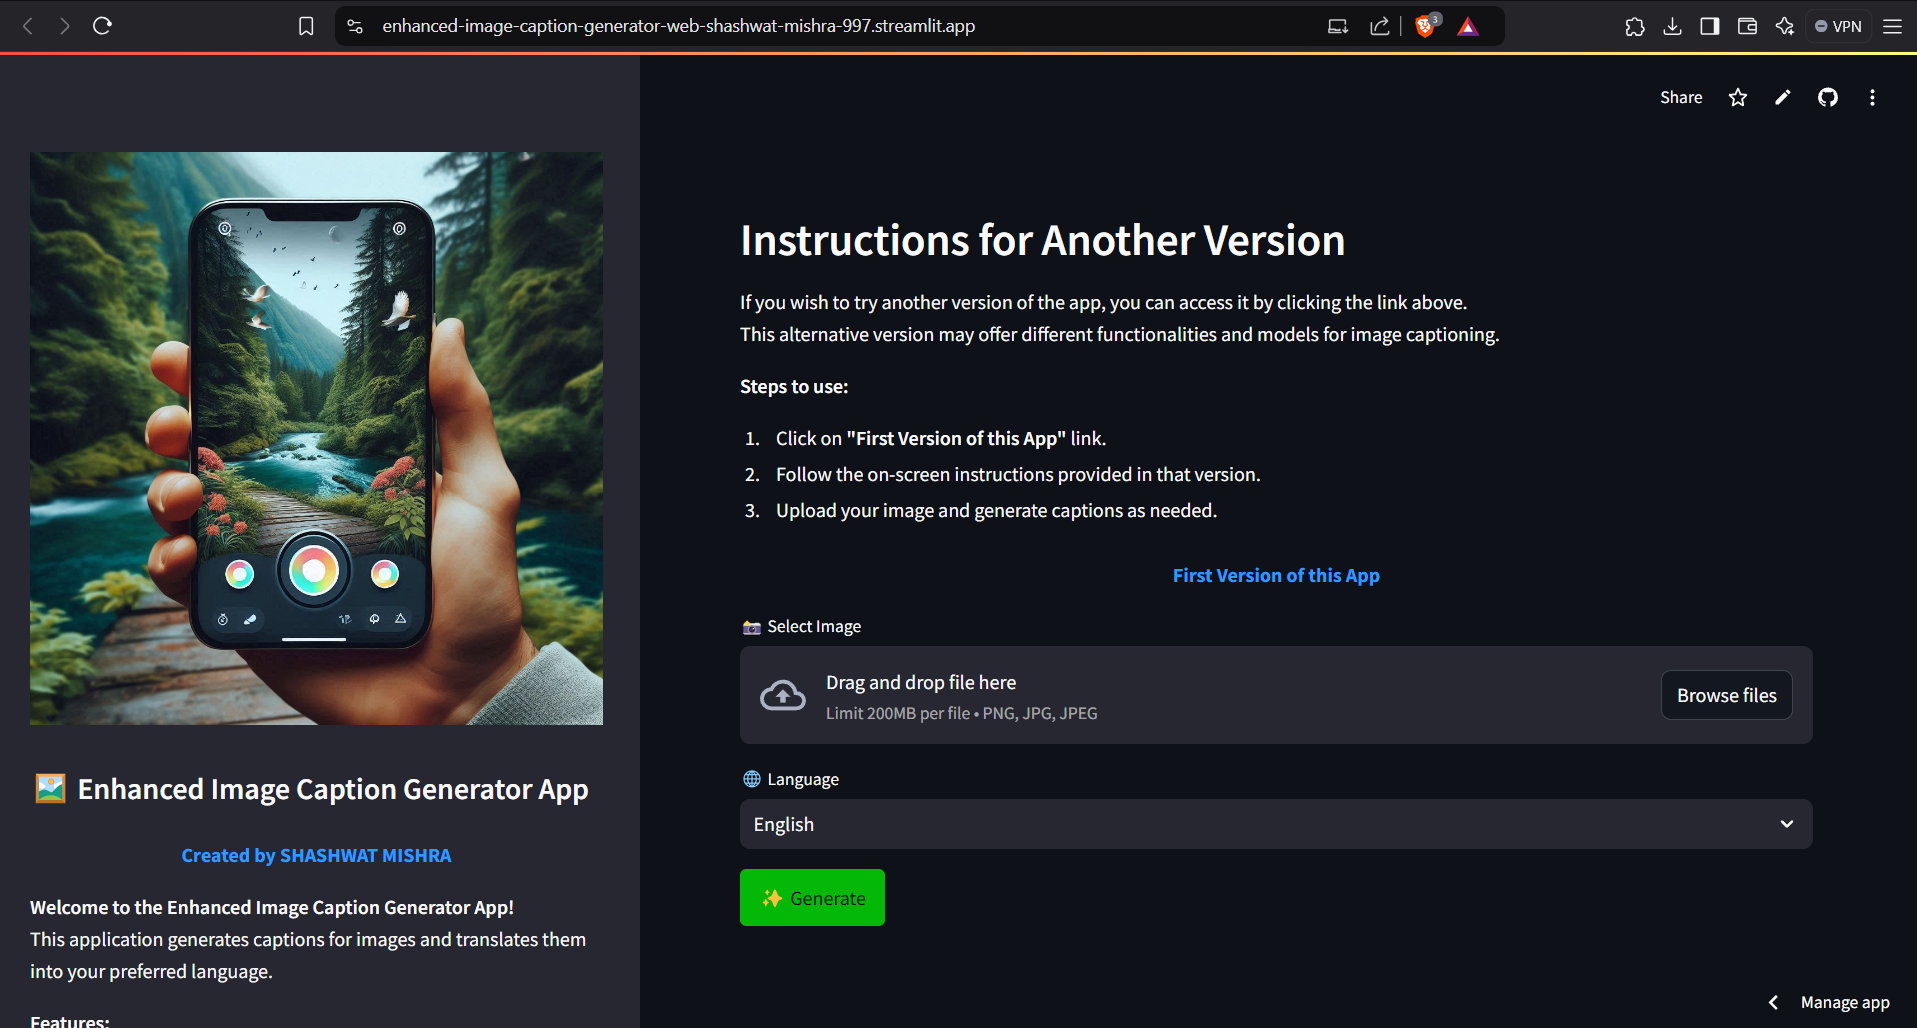 enhanced-image-caption-generator-web-shashwat-mishra-997.streamlit.app
3
VPN
Share
Enhanced Image Caption Generator App
Created by SHASHWAT MISHRA
Welcome to the Enhanced Image Caption Generator App!
This application generates captions for images and translates them
into your preferred language.
Features:
Instructions for Another Version
If you wish to try another version of the app, you can access it by clicking the link above.
This alternative version may offer different functionalities and models for image captioning.
Steps to use:
1. Click on "First Version of this App" link.
2. Follow the on-screen instructions provided in that version.
3. Upload your image and generate captions as needed.
First Version of this App
Select Image
Drag and drop file here
Limit 200MB per file • PNG, JPG, JPEG
Browse files
Language
English
Generate
Manage app